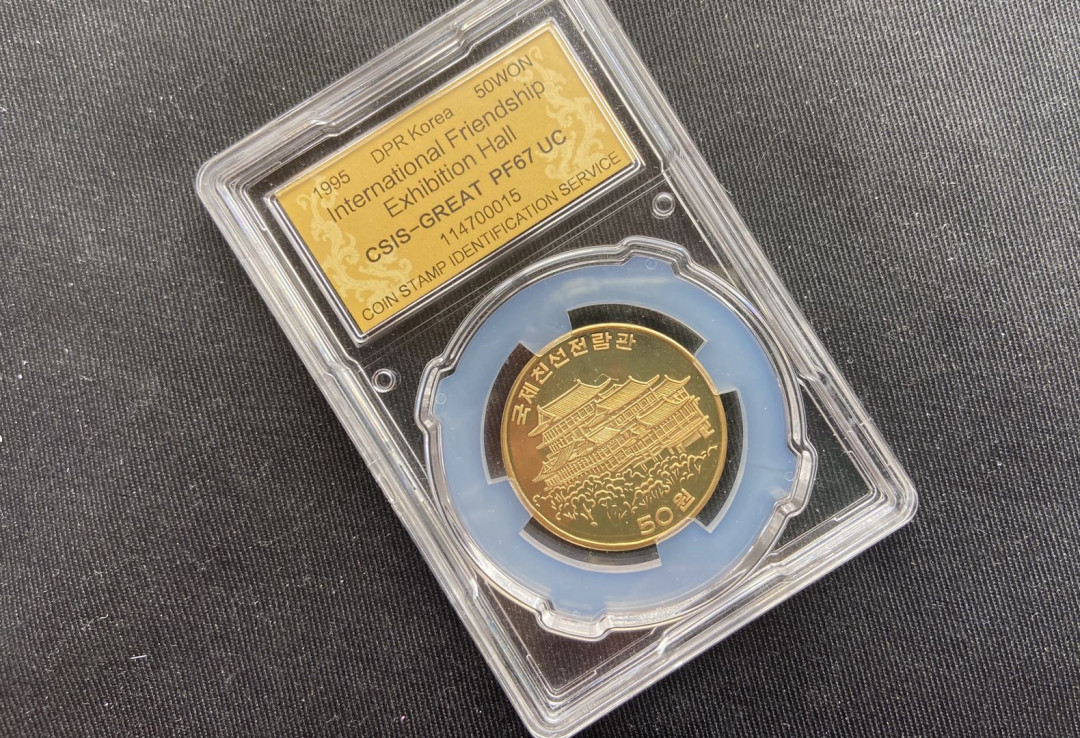 1995 DPR Korea 50WON
International Friendship
Exhibition Hall
CSIS-GREAT PF67 UC
114700015
COIN STAMP IDENTIFICATION SERVICE
국제친선전람관
50원